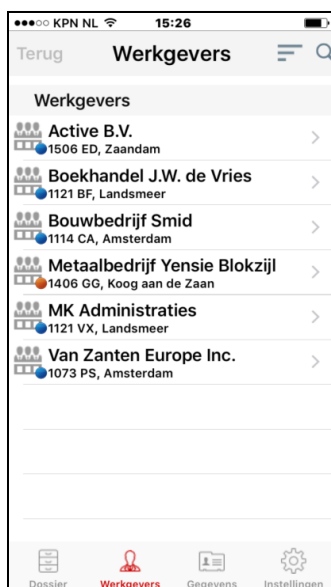 KPN NL 15:26
Terug Werkgevers
Werkgevers
Active B.V.
1506 ED, Zaandam
Boekhandel J.W. de Vries
1121 BF, Landsmeer
Bouwbedrijf Smid
1114 CA, Amsterdam
Metaalbedrijf Yensie Blokzijl
1406 GG, Koog aan de Zaan
MK Administraties
1121 VX, Landsmeer
Van Zanten Europe Inc.
1073 PS, Amsterdam
Dossier Werkgevers Gegevens Instellingen